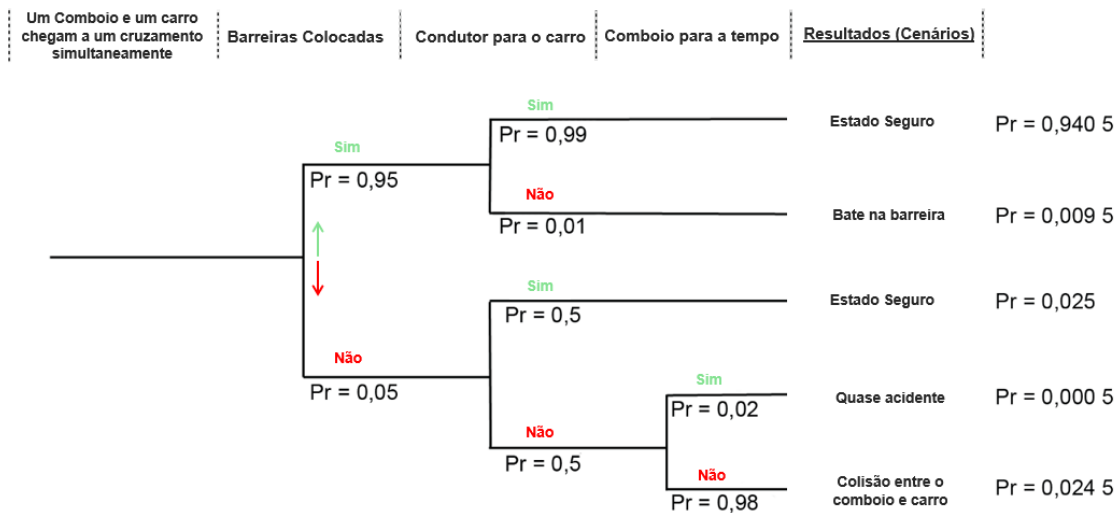 Um Comboio e um carro
chegam a um cruzamento
simultaneamente
Barreiras Colocadas
Condutor para o carro
Comboio para a tempo
Resultados (Cenários)
Sim
Pr = 0,99
Estado Seguro
Pr = 0,940 5
Sim
Pr = 0,95
Não
Pr = 0,01
Bate na barreira
Pr = 0,009 5
Sim
Pr = 0,5
Estado Seguro
Pr = 0,025
Não
Pr = 0,05
Sim
Pr = 0,02
Quase acidente
Pr = 0,000 5
Não
Pr = 0,5
Não
Pr = 0,98
Colisão entre o
comboio e carro
Pr = 0,024 5